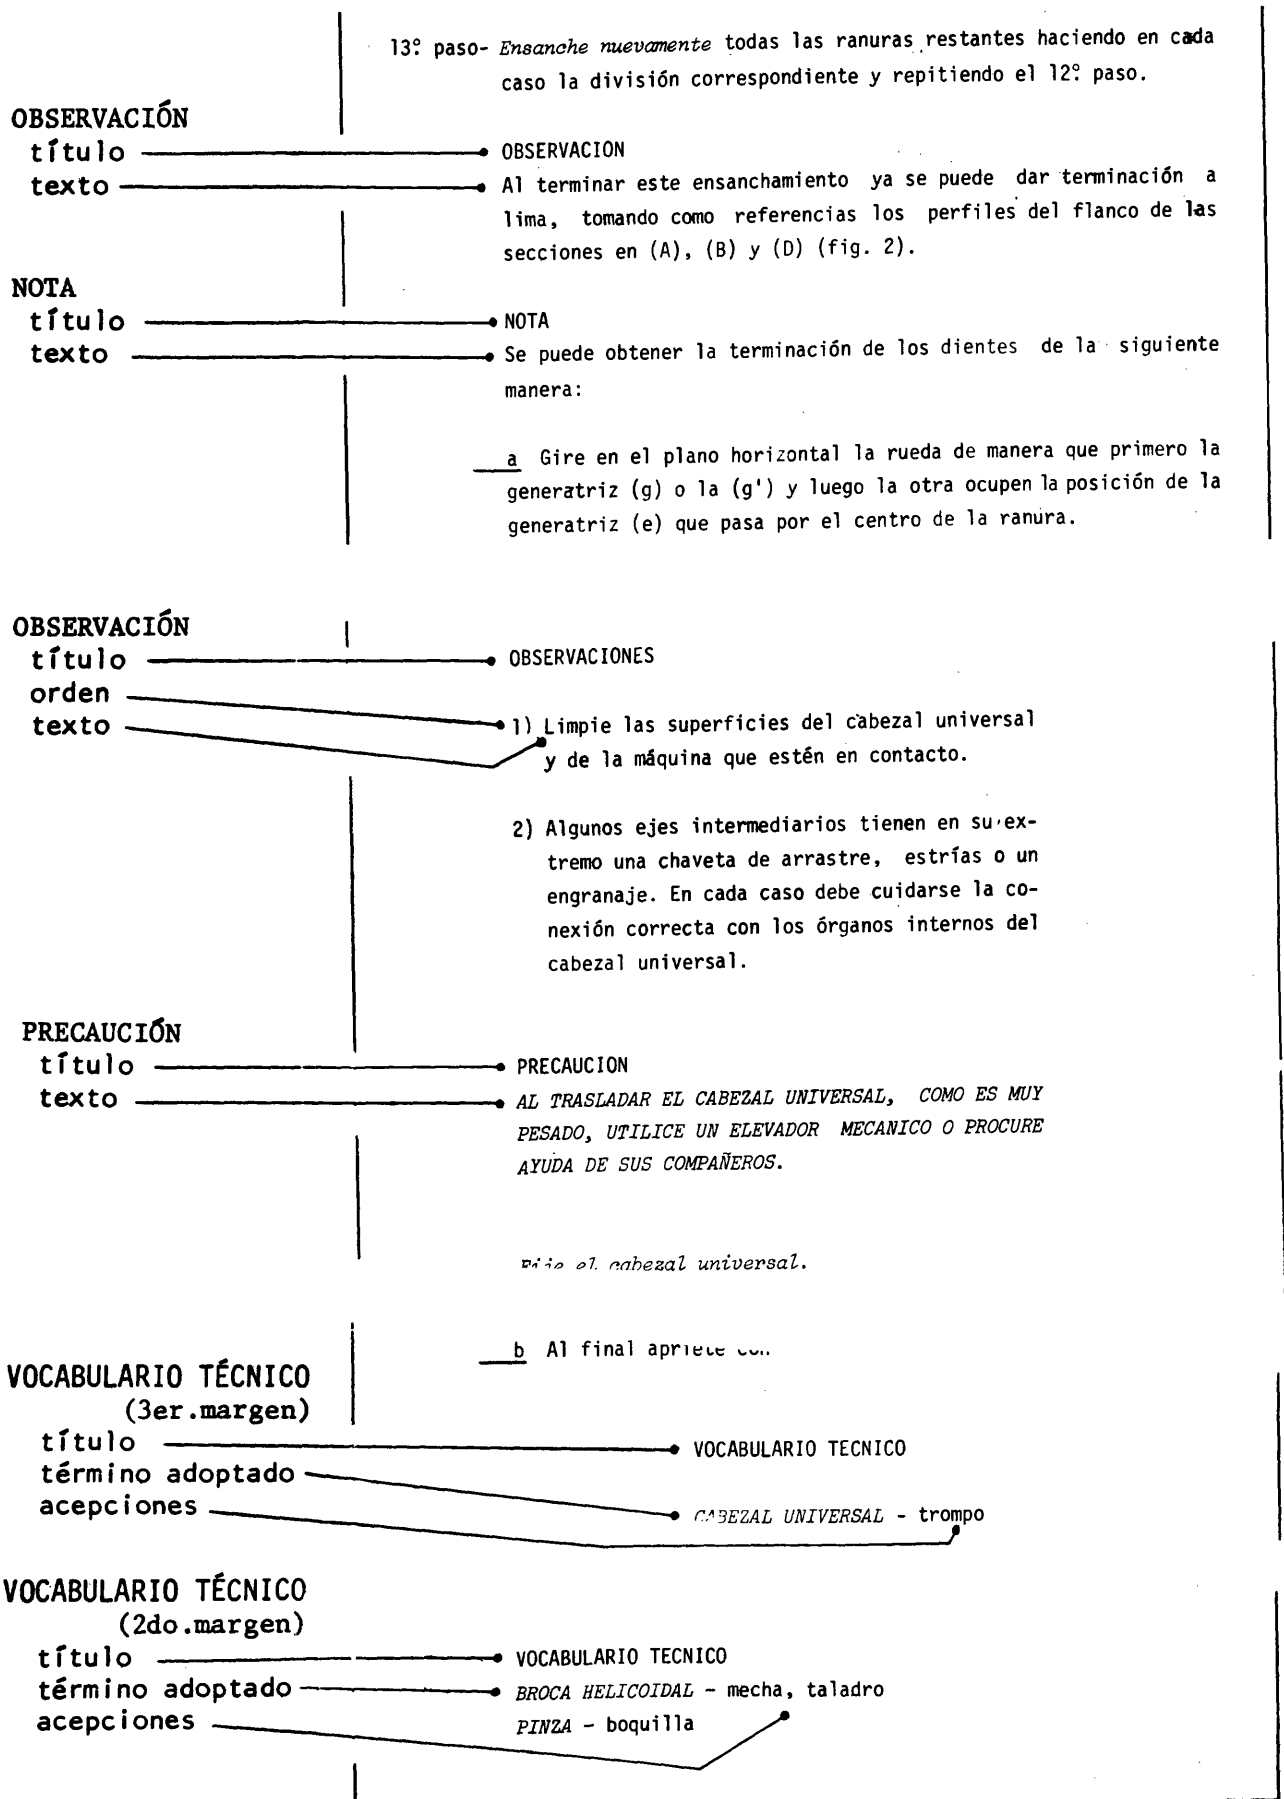 13º paso- Ensanche nuevamente todas las ranuras restantes haciendo en cada
caso la división correspondiente y repitiendo el 12º paso.
OBSERVACIÓN
título
OBSERVACION
texto
Al terminar este ensanchamiento ya se puede dar terminación a
lima, tomando como referencias los perfiles del flanco de las
secciones en (A), (B) y (D) (fig. 2).
NOTA
título
NOTA
texto
Se puede obtener la terminación de los dientes de la siguiente
manera:
a Gire en el plano horizontal la rueda de manera que primero la
generatriz (g) o la (g') y luego la otra ocupen la posición de la
generatriz (e) que pasa por el centro de la ranura.
OBSERVACIÓN
título
OBSERVACIONES
orden
texto
1) Limpie las superficies del cabezal universal
y de la máquina que estén en contacto.
2) Algunos ejes intermediarios tienen en su ex-
tremo una chaveta de arrastre, estrías o un
engranaje. En cada caso debe cuidarse la co-
nexión correcta con los órganos internos del
cabezal universal.
PRECAUCIÓN
título
PRECAUCION
texto
AL TRASLADAR EL CABEZAL UNIVERSAL, COMO ES MUY
PESADO, UTILICE UN ELEVADOR MECANICO O PROCURE
AYUDA DE SUS COMPAÑEROS.
el cabezal universal.
b Al final apriete
VOCABULARIO TÉCNICO
(3er.margen)
título
VOCABULARIO TECNICO
término adoptado
acepciones
CABEZAL UNIVERSAL - trompo
VOCABULARIO TÉCNICO
(2do.margen)
título
VOCABULARIO TECNICO
término adoptado
BROCA HELICOIDAL - mecha, taladro
acepciones
PINZA - boquilla